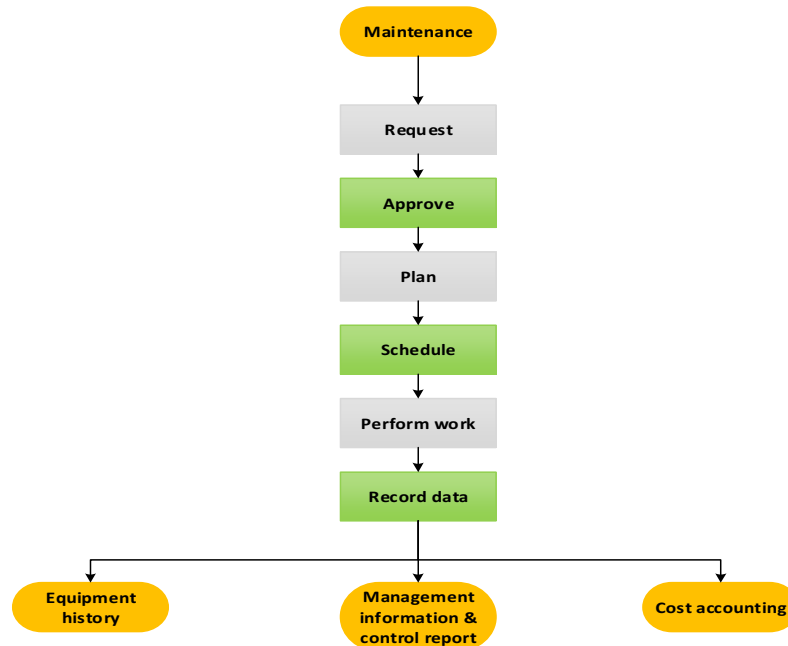 Maintenance
Request
Approve
Plan
Schedule
Perform work
Record data
Equipment
history
Management
information &
control report
Cost accounting